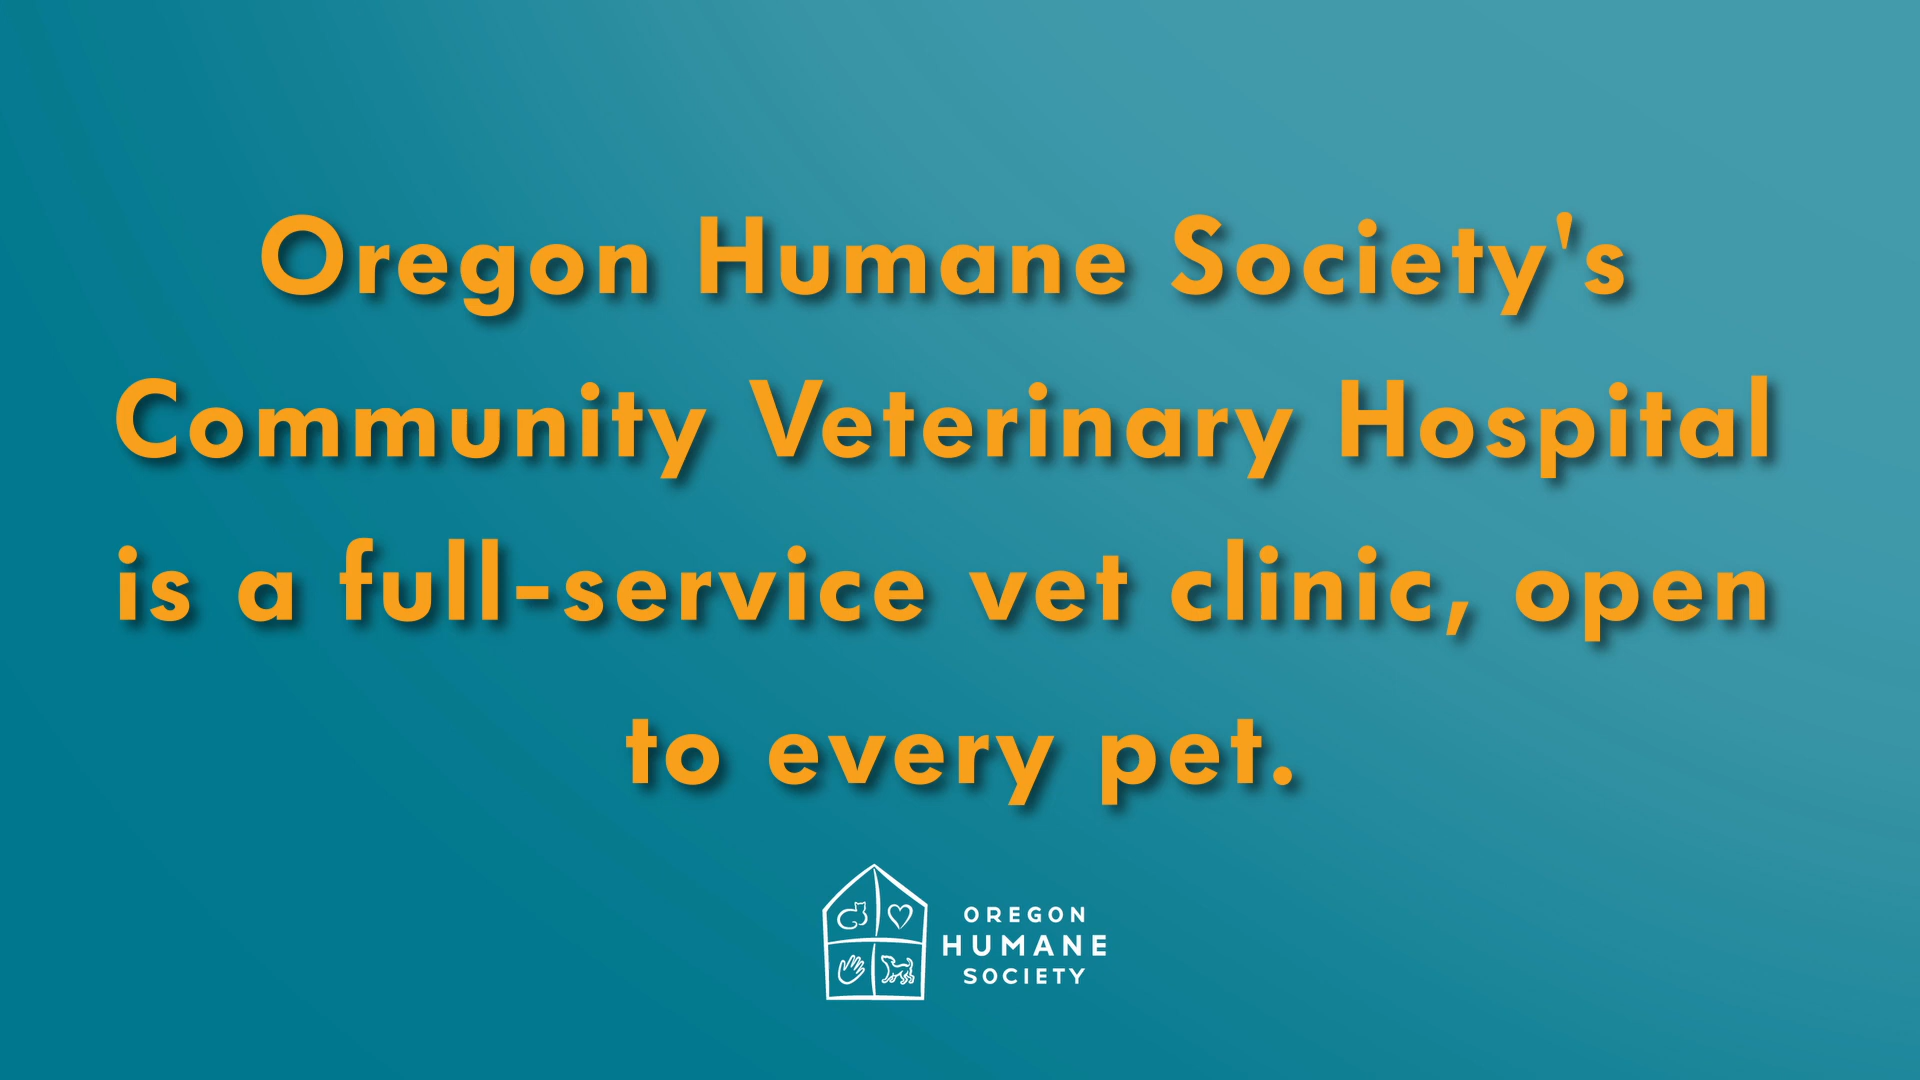 Oregon Humane Society's
Community Veterinary Hospital
is a full-service vet clinic, open
to every pet.
OREGON
HUMANE
SOCIETY